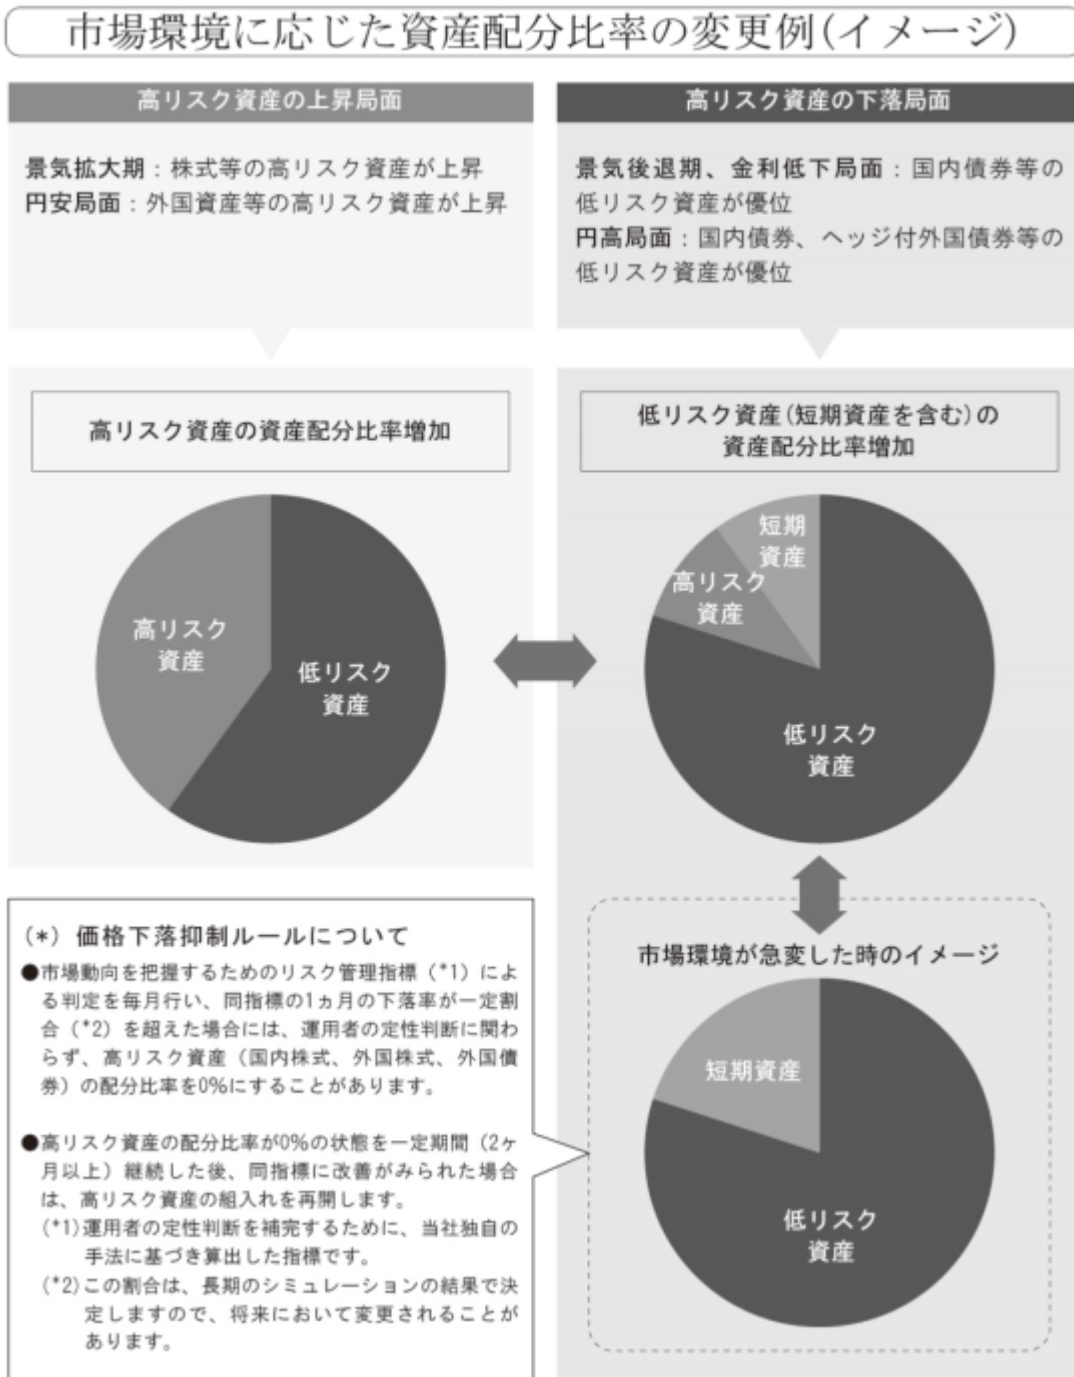 市場環境に応じた資産配分比率の変更例(イメージ)
高リスク資産の上昇局面
景気拡大期：株式等の高リスク資産が上昇
円安局面：外国資産等の高リスク資産が上昇
高リスク資産の資産配分比率増加
高リスク
資産
低リスク
資産
高リスク資産の下落局面
景気後退期、金利低下局面：国内債券等の
低リスク資産が優位
円高局面：国内債券、ヘッジ付外国債券等の
低リスク資産が優位
低リスク資産(短期資産を含む)の
資産配分比率増加
短期
資産
高リスク
資産
低リスク
資産
市場環境が急変した時のイメージ
短期資産
低リスク
資産
(*) 価格下落抑制ルールについて
●市場動向を把握するためのリスク管理指標（*1）によ
る判定を毎月行い、同指標の1ヵ月の下落率が一定割
合（*2）を超えた場合には、運用者の定性判断に関わ
らず、高リスク資産（国内株式、外国株式、外国債
券）の配分比率を0%にすることがあります。
●高リスク資産の配分比率が0%の状態を一定期間（2ヶ
月以上）継続した後、同指標に改善がみられた場合
は、高リスク資産の組入れを再開します。
(*1)運用者の定性判断を補完するために、当社独自の
手法に基づき算出した指標です。
(*2)この割合は、長期のシミュレーションの結果で決
定しますので、将来において変更されることが
あります。